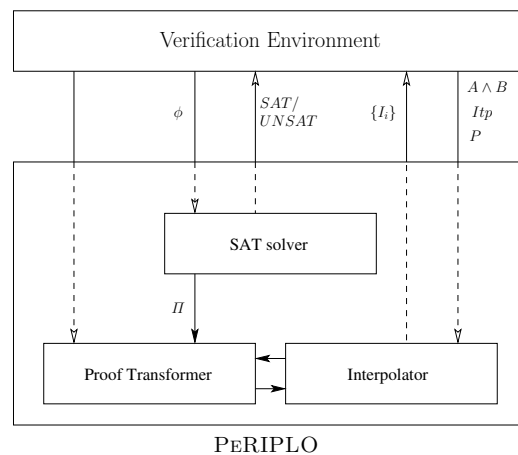 Verification Environment
A ∧ B
SAT/
ϕ
UNSAT
{I_i}
Itp
P
SAT solver
Π
Proof Transformer
Interpolator
PERIPLO